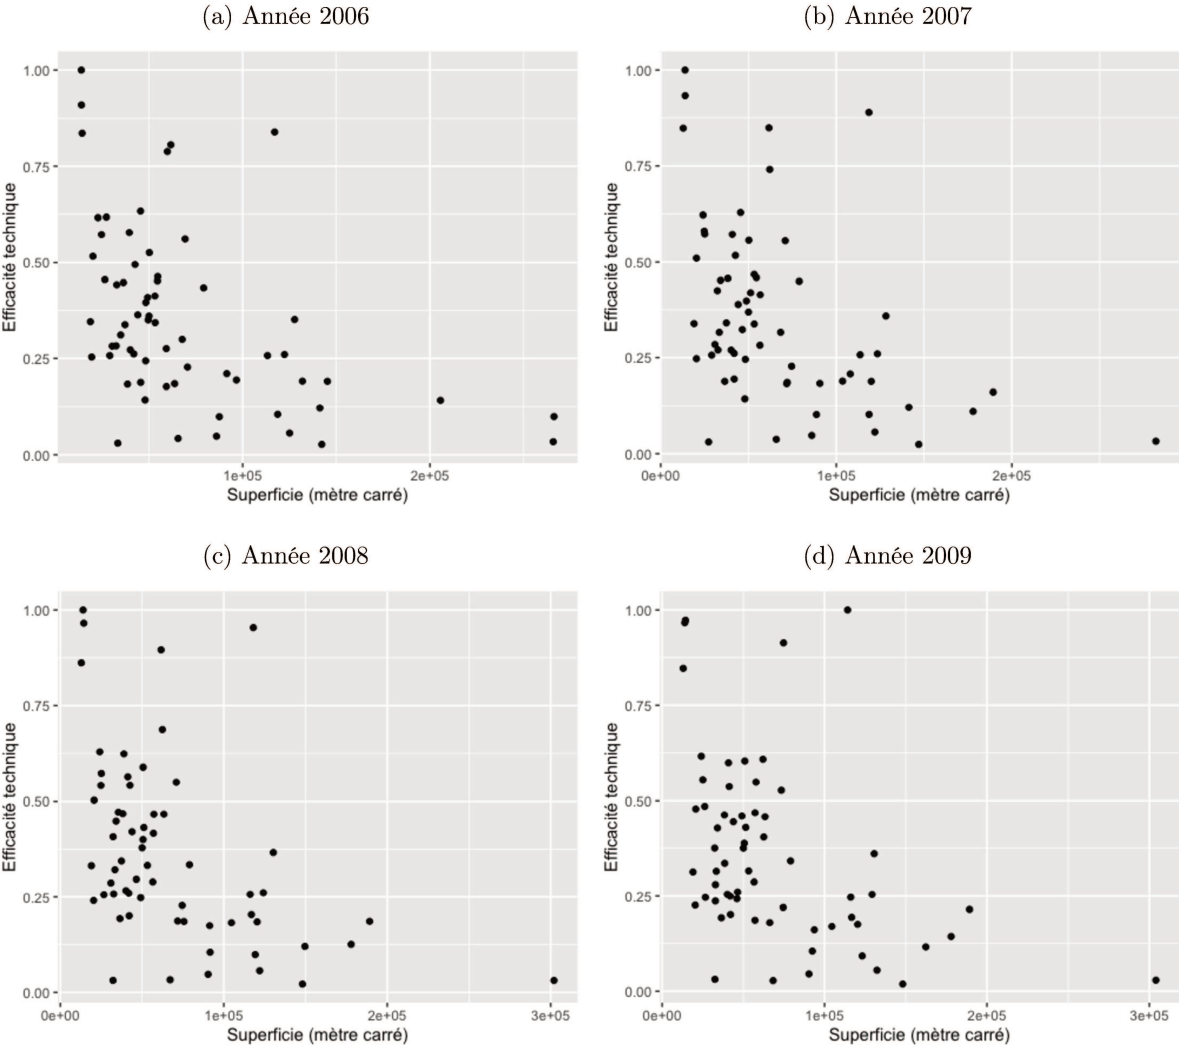 (a) Année 2006
1.00
0.75
0.50
0.25
0.00
Efficacité technique
1e+05 2e+05
Superficie (mètre carré)
(b) Année 2007
1.00
0.75
0.50
0.25
0.00
Efficacité technique
0e+00 1e+05 2e+05
Superficie (mètre carré)
(c) Année 2008
1.00
0.75
0.50
0.25
0.00
Efficacité technique
0e+00 1e+05 2e+05 3e+05
Superficie (mètre carré)
(d) Année 2009
1.00
0.75
0.50
0.25
0.00
Efficacité technique
0e+00 1e+05 2e+05 3e+05
Superficie (mètre carré)